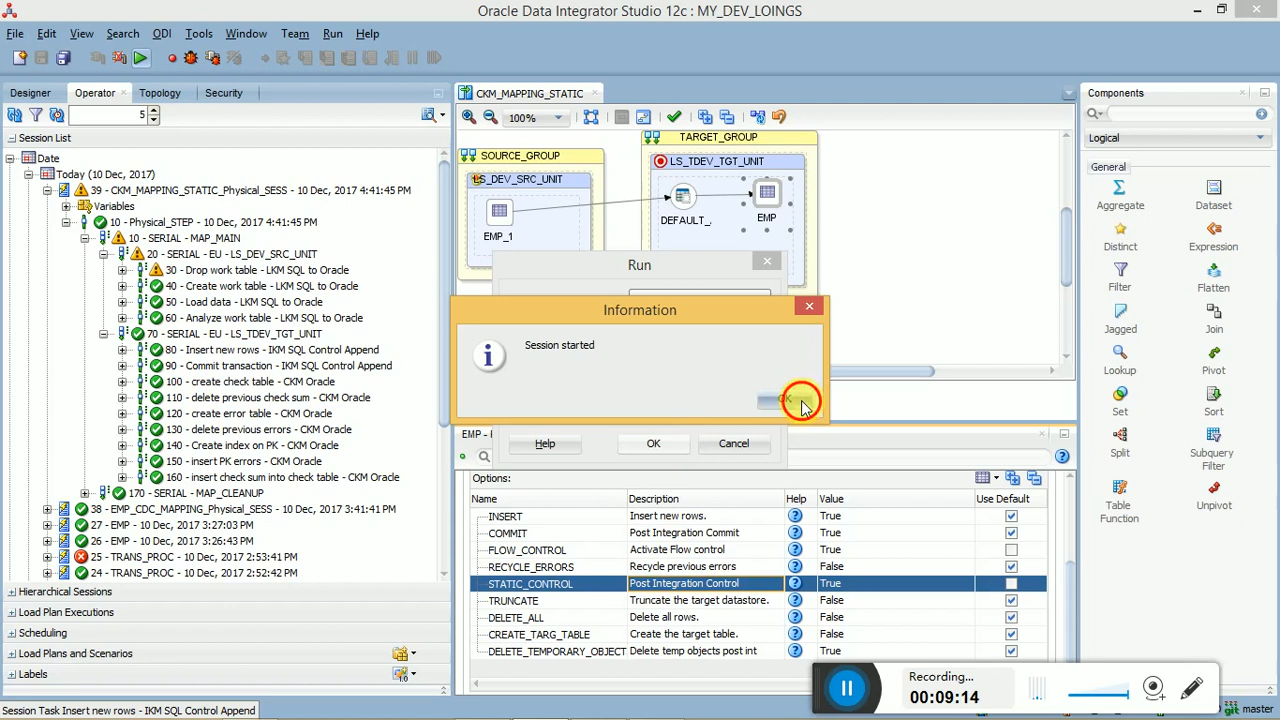 Oracle Data Integrator Studio 12c : MY_DEV_LOINGS
File Edit View Search ODI Tools Window Team Run Help
Designer Operator Topology Security
5
Session List
Date
Today (10 Dec, 2017)
39 - CKM_MAPPING_STATIC_Physical_SESS - 10 Dec, 2017 4:41:45 PM
Variables
10 - Physical_STEP - 10 Dec, 2017 4:41:45 PM
10 - SERIAL - MAP_MAIN
20 - SERIAL - EU - LS_DEV_SRC_UNIT
30 - Drop work table - LKM SQL to Oracle
40 - Create work table - LKM SQL to Oracle
50 - Load data - LKM SQL to Oracle
60 - Analyze work table - LKM SQL to Oracle
70 - SERIAL - EU - LS_TDEV_TGT_UNIT
80 - Insert new rows - IKM SQL Control Append
90 - Commit transaction - IKM SQL Control Append
100 - create check table - CKM Oracle
110 - delete previous check sum - CKM Oracle
120 - create error table - CKM Oracle
130 - delete previous errors - CKM Oracle
140 - Create index on PK - CKM Oracle
150 - insert PK errors - CKM Oracle
160 - insert check sum into check table - CKM Oracle
170 - SERIAL - MAP_CLEANUP
38 - EMP_CDC_MAPPING_Physical_SESS - 10 Dec, 2017 3:41:41 PM
27 - EMP - 10 Dec, 2017 3:27:03 PM
26 - EMP - 10 Dec, 2017 3:26:43 PM
25 - TRANS_PROC - 10 Dec, 2017 2:53:41 PM
24 - TRANS_PROC - 10 Dec, 2017 2:52:42 PM
Hierarchical Sessions
Load Plan Executions
Scheduling
Load Plans and Scenarios
Labels
Session Task Insert new rows - IKM SQL Control Append
CKM_MAPPING_STATIC
100%
TARGET_GROUP
SOURCE_GROUP
LS_TDEV_TGT_UNIT
S_DEV_SRC_UNIT
DEFAULT_
EMP
EMP_1
Run
Information
Session started
OK
EMP -
Help OK Cancel
Options:
Name Description Help Value Use Default
INSERT Insert new rows. True
COMMIT Post Integration Commit True
FLOW_CONTROL Activate Flow control True
RECYCLE_ERRORS Recycle previous errors False
STATIC_CONTROL Post Integration Control True
TRUNCATE Truncate the target datastore. False
DELETE_ALL Delete all rows. False
CREATE_TARG_TABLE Create the target table. False
DELETE_TEMPORARY_OBJECT Delete temp objects post int
Components
Logical
General
Aggregate Dataset
Distinct Expression
Filter Flatten
Jagged Join
Lookup Pivot
Set Sort
Split Subquery
Filter
Table
Function Unpivot
Recording...
00:09:14
git master